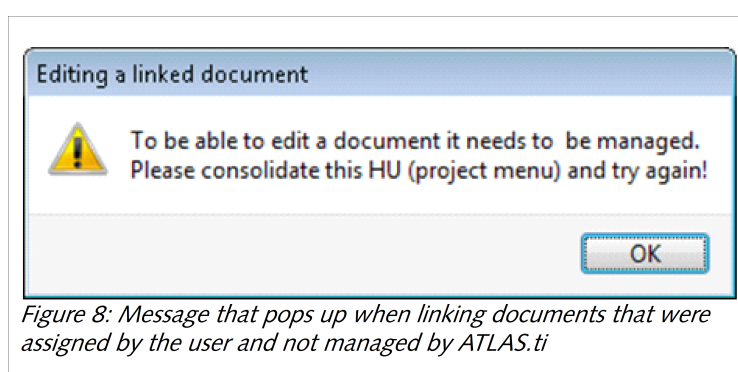 Editing a linked document
To be able to edit a document it needs to  be managed.
Please consolidate this HU (project menu) and try again!
OK
Figure 8: Message that pops up when linking documents that were
assigned by the user and not managed by ATLAS.ti